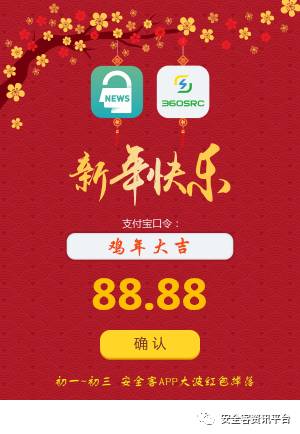 NEWS
360SRC
新年快乐
支付宝口令：
鸡年大吉
88.88
确认
初一~初三 安全客APP大波红包掉落
安全客资讯平台